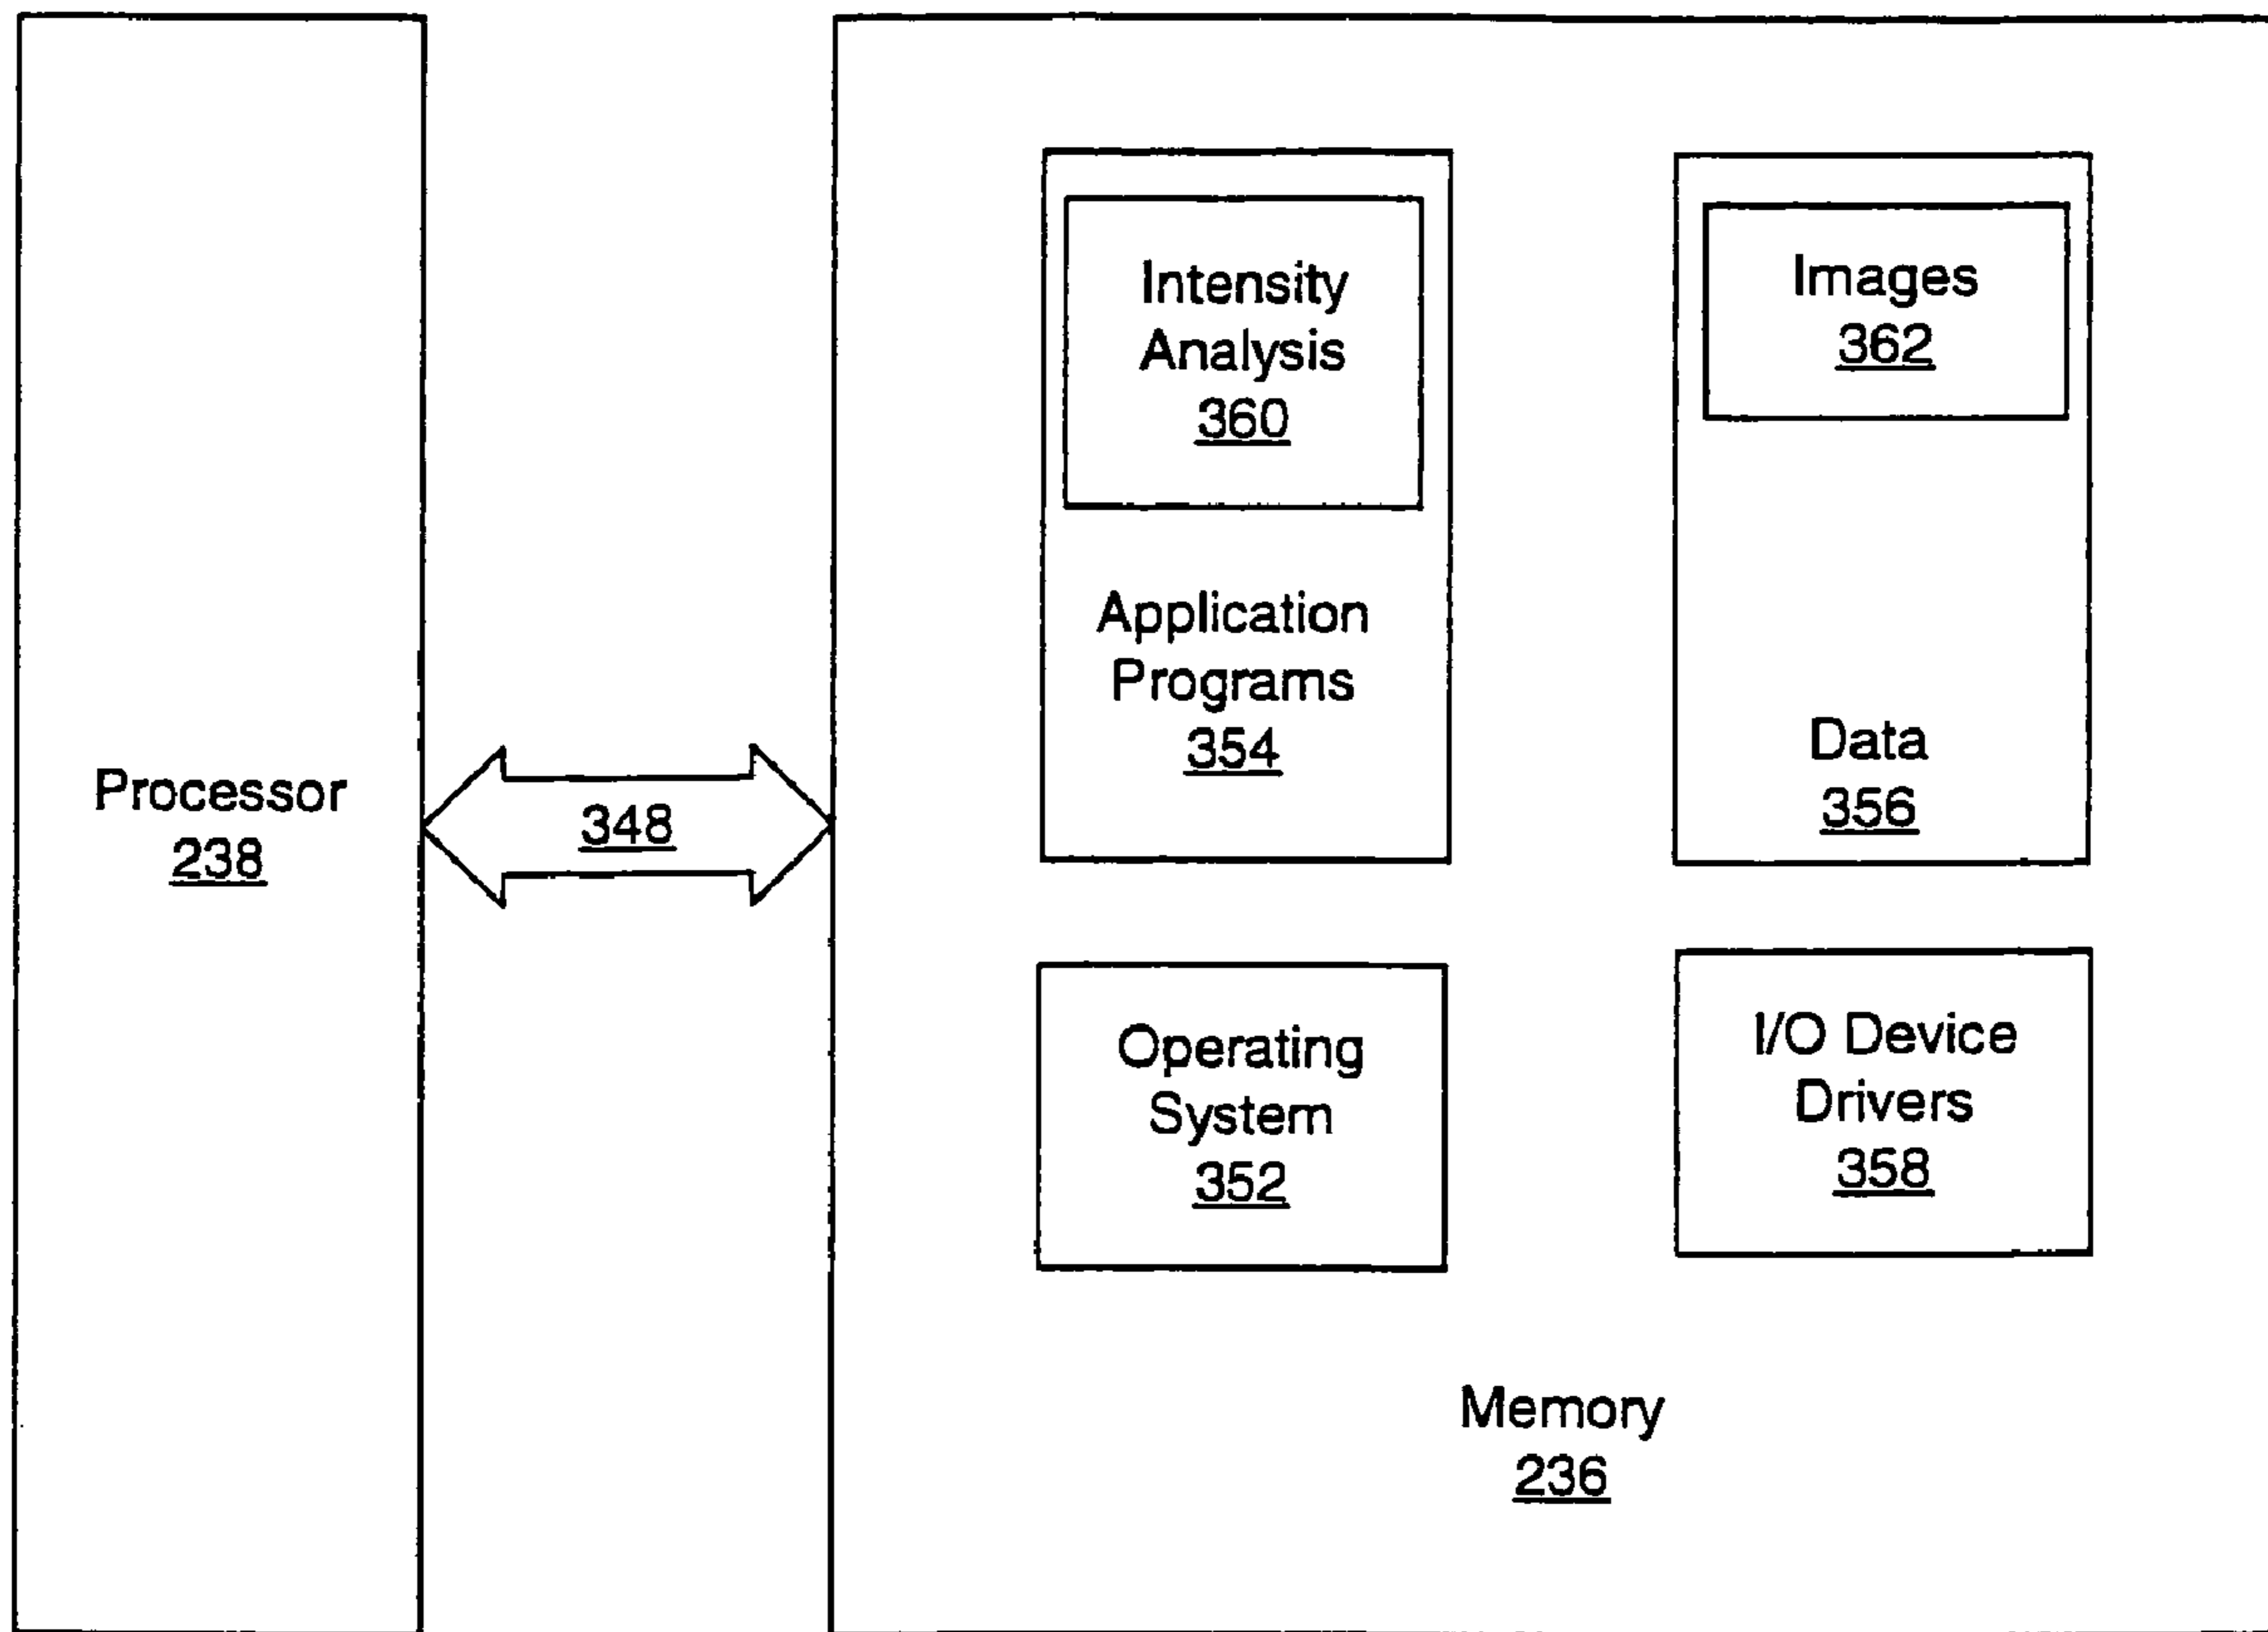 Processor
238
348
Intensity
Analysis
360
Application
Programs
354
Images
362
Data
356
Operating
System
352
I/O Device
Drivers
358
Memory
236